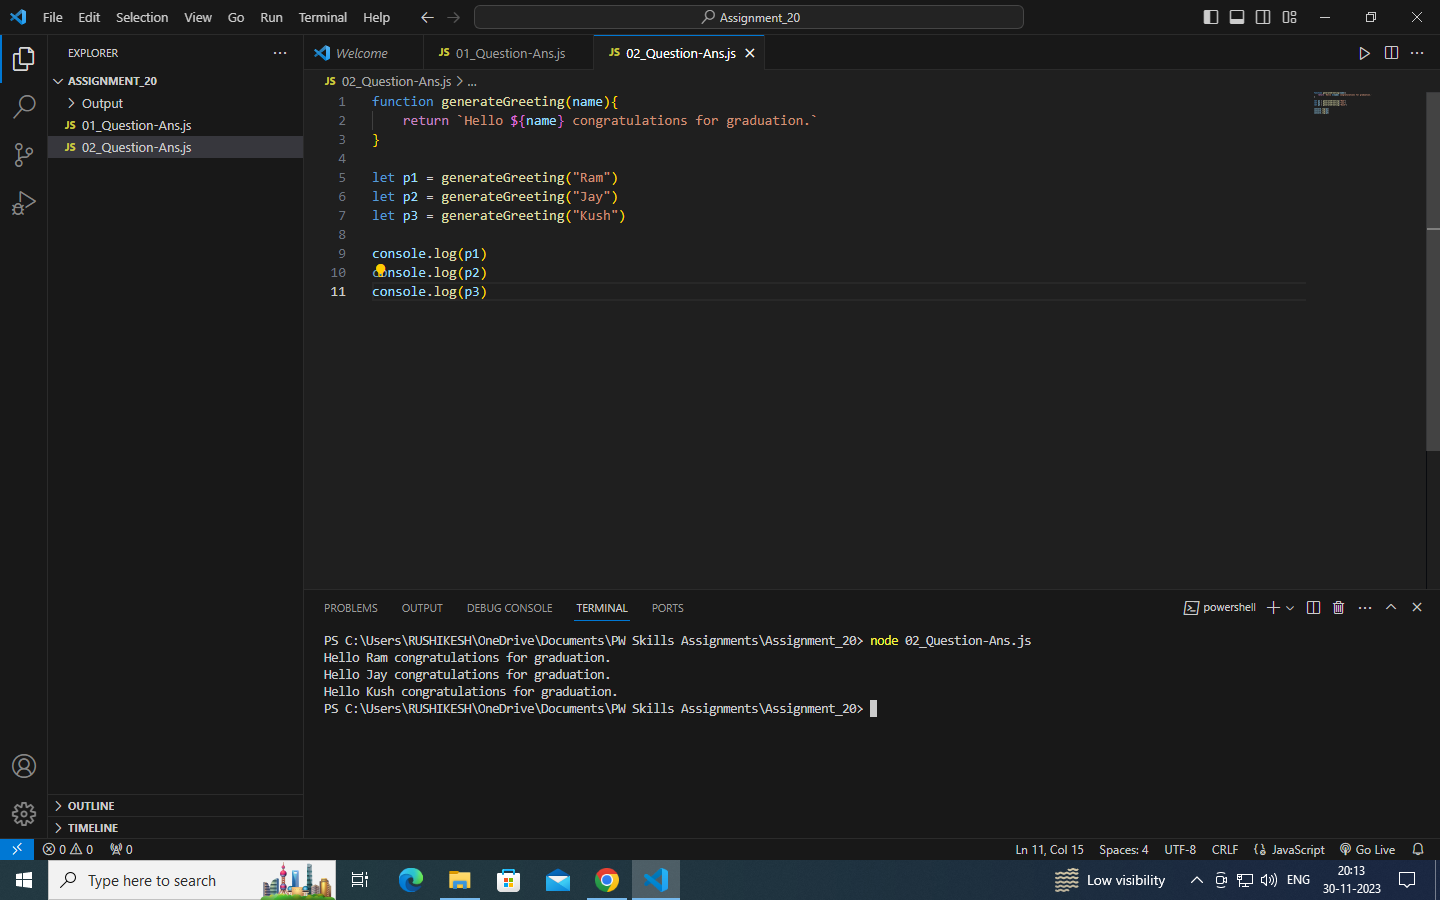 File Edit Selection View Go Run Terminal Help
Assignment_20
EXPLORER
ASSIGNMENT_20
Output
JS 01_Question-Ans.js
JS 02_Question-Ans.js
OUTLINE
TIMELINE
Welcome
JS 01_Question-Ans.js
JS 02_Question-Ans.js
JS 02_Question-Ans.js > ...
1 function generateGreeting(name){
2 return `Hello ${name} congratulations for graduation.`
3 }
4
5 let p1 = generateGreeting("Ram")
6 let p2 = generateGreeting("Jay")
7 let p3 = generateGreeting("Kush")
8
9 console.log(p1)
10 console.log(p2)
11 console.log(p3)
PROBLEMS OUTPUT DEBUG CONSOLE TERMINAL PORTS
powershell
PS C:\Users\RUSHIKESH\OneDrive\Documents\PW Skills Assignments\Assignment_20> node 02_Question-Ans.js
Hello Ram congratulations for graduation.
Hello Jay congratulations for graduation.
Hello Kush congratulations for graduation.
PS C:\Users\RUSHIKESH\OneDrive\Documents\PW Skills Assignments\Assignment_20>
0 0 0
Ln 11, Col 15 Spaces: 4 UTF-8 CRLF JavaScript Go Live
Type here to search
Low visibility
ENG
20:13
30-11-2023